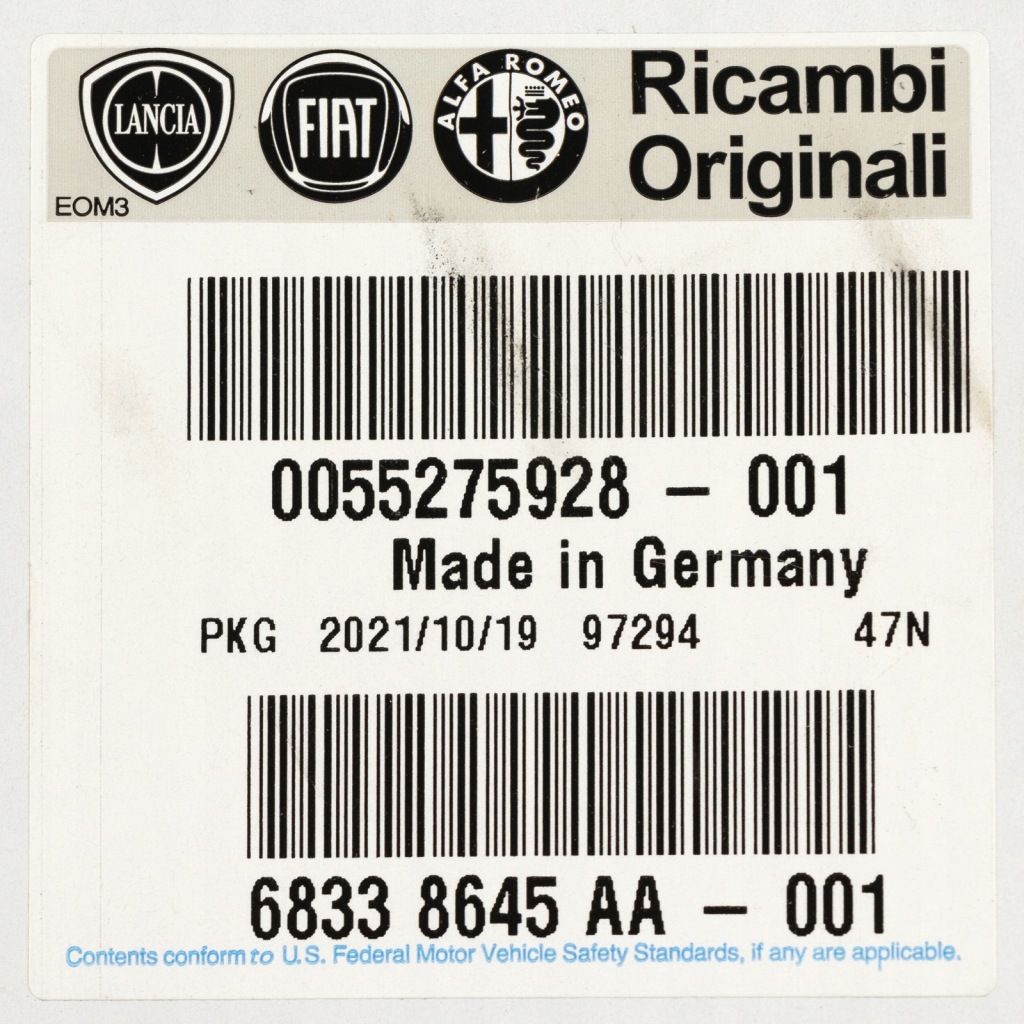 LANCIA
FIAT
ALFA ROMEO
Ricambi
Originali
EOM3
0055275928 - 001
Made in Germany
PKG 2021/10/19 97294 47N
6833 8645 AA - 001
Contents conform to U.S. Federal Motor Vehicle Safety Standards, if any are applicable.